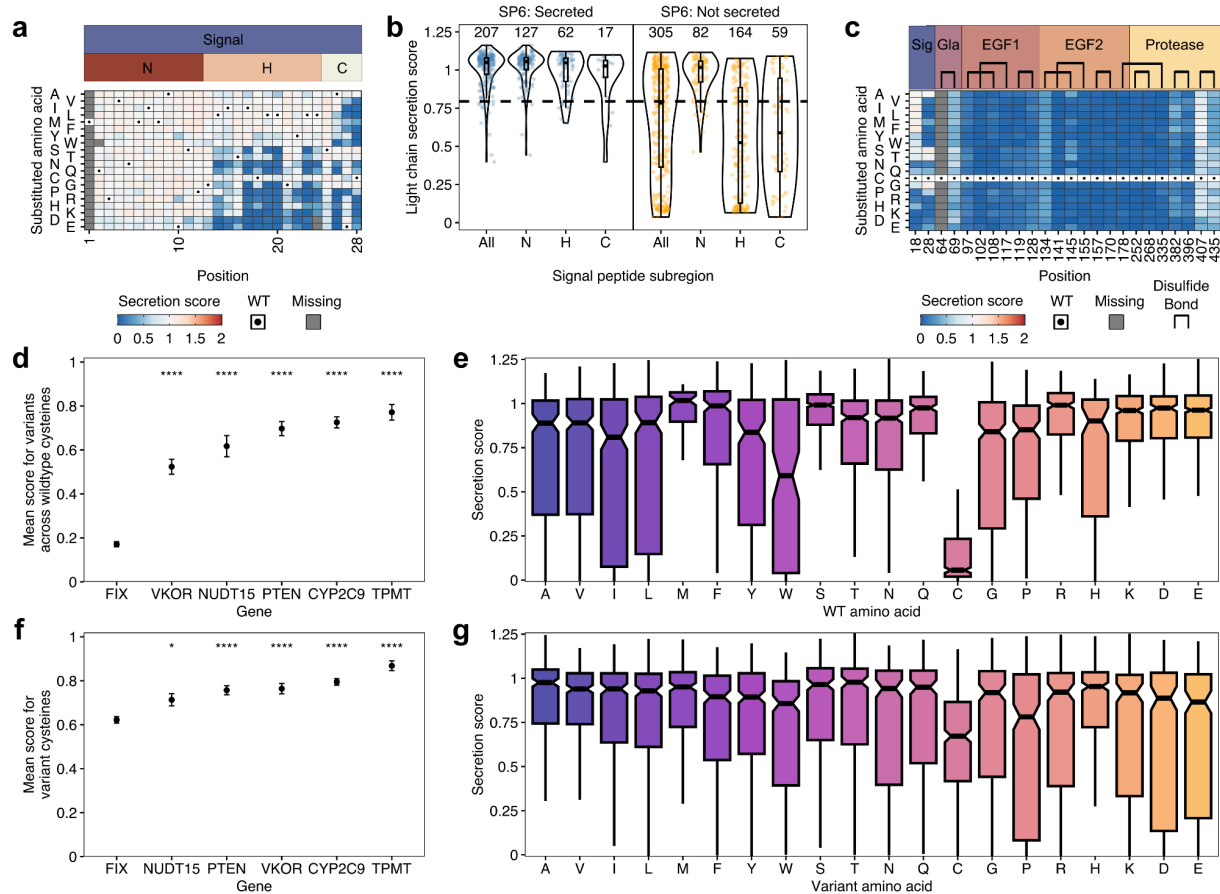 a
Signal
N H C
Substituted amino acid
A
V
I
L
M
F
Y
W
S
T
N
Q
C
G
P
R
H
K
D
E
1 10 20 28
Position
Secretion score
0 0.5 1 2
WT
Missing
b
SP6: Secreted SP6: Not secreted
207 127 62 17 305 82 164 59
Light chain secretion score
1.25
1
0.75
0.5
0.25
0
All N H C All N H C
Signal peptide subregion
c
Sig Gla EGF1 EGF2 Protease
Substituted amino acid
A
V
I
L
M
F
Y
W
S
T
N
Q
C
G
P
R
H
K
D
E
18 28 64 69 97 102 108 117 119 128 134 141 145 155 157 170 178 252 268 335 382 396 407 435
Position
Secretion score
0 0.5 1 2
WT
Missing
Disulfide
Bond
d
Mean score for variants
across wildtype cysteines
1
0.8
0.6
0.4
0.2
0
**** **** **** **** ****
FIX VKOR NUDT15 PTEN CYP2C9 TPMT
Gene
e
Secretion score
1.25
1
0.75
0.5
0.25
0
A V I L M F Y W S T N Q C G P R H K D E
WT amino acid
f
Mean score for
variant cysteines
1
0.8
0.6
0.4
0.2
0
* **** **** **** ****
FIX NUDT15 PTEN VKOR CYP2C9 TPMT
Gene
g
Secretion score
1.25
1
0.75
0.5
0.25
0
A V I L M F Y W S T N Q C G P R H K D E
Variant amino acid